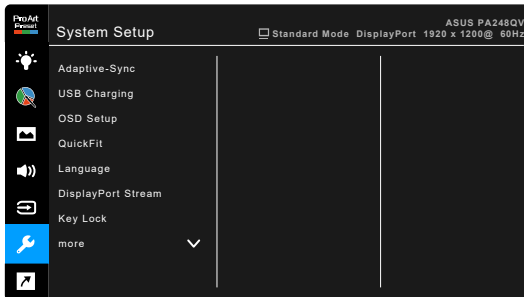 ProArt
Preset
System Setup
ASUS PA248QV
Standard Mode DisplayPort 1920 x 1200@ 60Hz
Adaptive-Sync
USB Charging
OSD Setup
QuickFit
Language
DisplayPort Stream
Key Lock
more